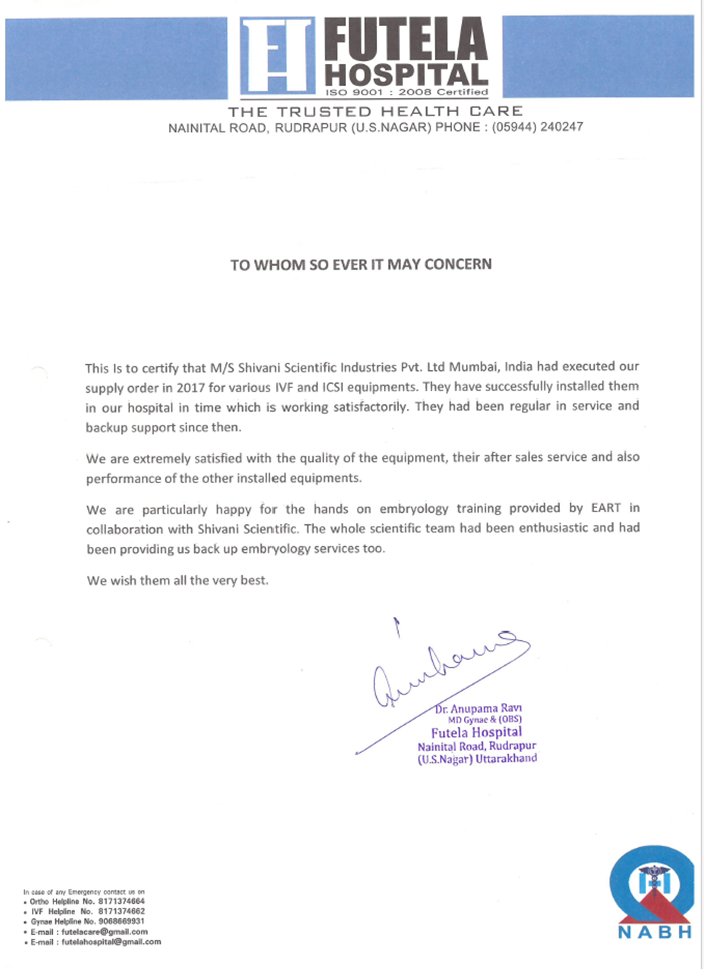 FUTELA
HOSPITAL
ISO 9001 : 2008 Certified
THE TRUSTED HEALTH CARE
NAINITAL ROAD, RUDRAPUR (U.S.NAGAR) PHONE : (05944) 240247
TO WHOM SO EVER IT MAY CONCERN
This Is to certify that M/S Shivani Scientific Industries Pvt. Ltd Mumbai, India had executed our
supply order in 2017 for various IVF and ICSI equipments. They have successfully installed them
in our hospital in time which is working satisfactorily. They had been regular in service and
backup support since then.
We are extremely satisfied with the quality of the equipment, their after sales service and also
performance of the other installed equipments.
We are particularly happy for the hands on embryology training provided by EART in
collaboration with Shivani Scientific. The whole scientific team had been enthusiastic and had
been providing us back up embryology services too.
We wish them all the very best.
Anupama
Dr. Anupama Ravi
MD Gynae & (OBS)
Futela Hospital
Nainital Road, Rudrapur
(U.S.Nagar) Uttarakhand
In case of any Emergency contact us on
• Ortho Helpline No. 8171374664
• IVF Helpline No. 8171374662
• Gynae Helpline No. 9068669931
• E-mail : futelacare@gmail.com
• E-mail : futelahospital@gmail.com
NABH